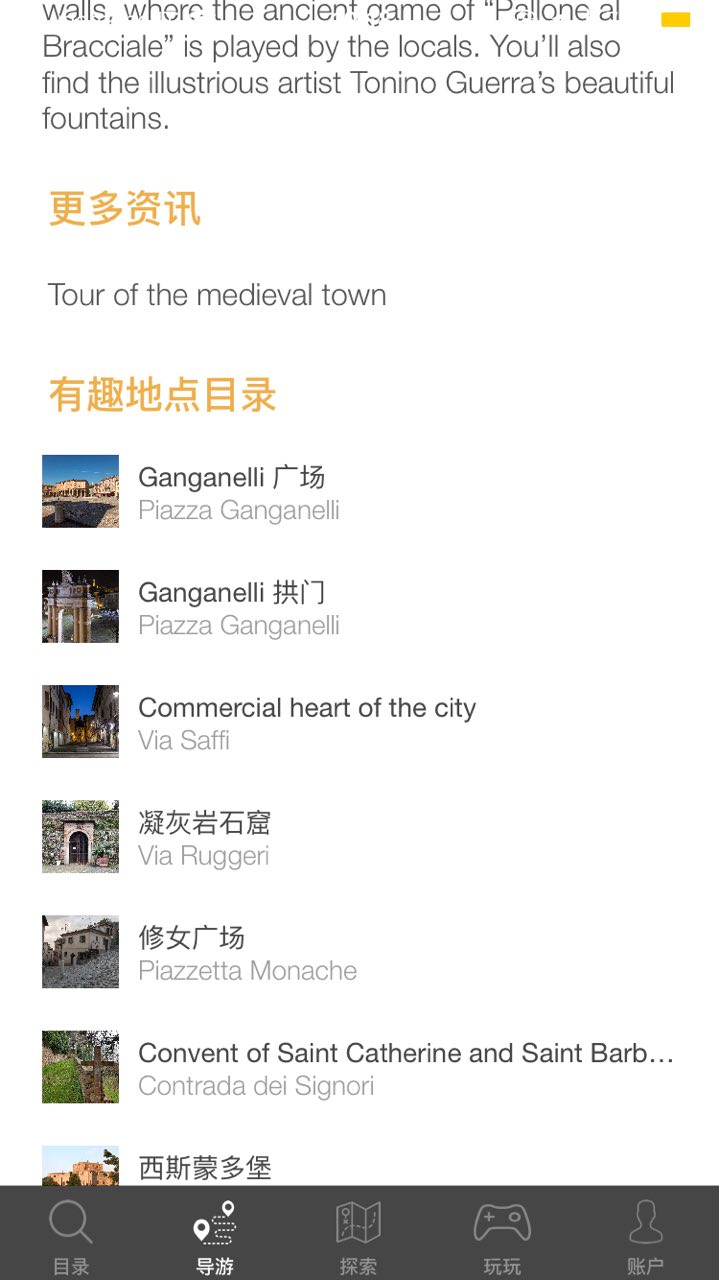 walls, where the ancient game of “Pallone al
Bracciale” is played by the locals. You’ll also
find the illustrious artist Tonino Guerra’s beautiful
fountains.
更多资讯
Tour of the medieval town
有趣地点目录
Ganganelli 广场
Piazza Ganganelli
Ganganelli 拱门
Piazza Ganganelli
Commercial heart of the city
Via Saffi
凝灰岩石窟
Via Ruggeri
修女广场
Piazzetta Monache
Convent of Saint Catherine and Saint Barb…
Contrada dei Signori
西斯蒙多堡
目录
导游
探索
玩玩
账户